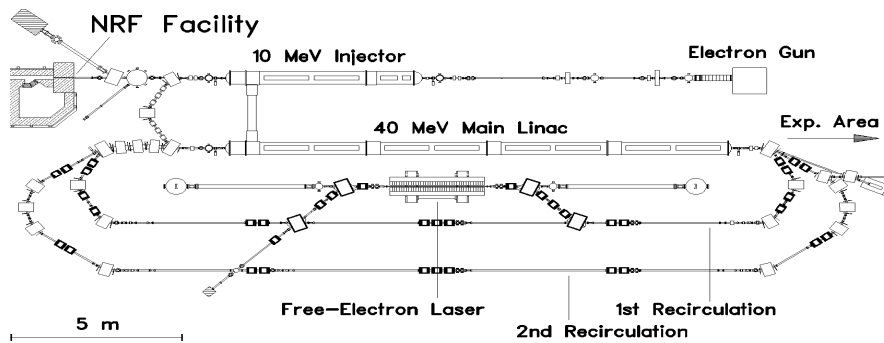 NRF Facility
10 MeV Injector
Electron Gun
Exp. Area
40 MeV Main Linac
Free-Electron Laser
1st Recirculation
2nd Recirculation
5 m